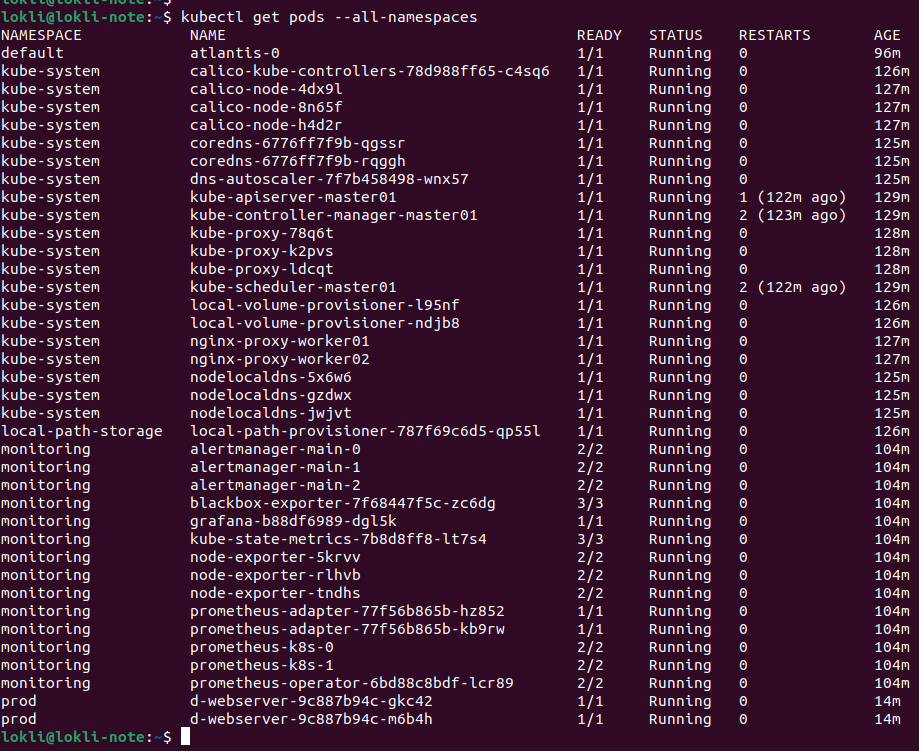 lokli@lokli-note:~$
lokli@lokli-note:~$ kubectl get pods --all-namespaces
NAMESPACE            NAME                                       READY   STATUS    RESTARTS       AGE
default              atlantis-0                                 1/1     Running   0              96m
kube-system          calico-kube-controllers-78d988ff65-c4sq6   1/1     Running   0              126m
kube-system          calico-node-4dx9l                          1/1     Running   0              127m
kube-system          calico-node-8n65f                          1/1     Running   0              127m
kube-system          calico-node-h4d2r                          1/1     Running   0              127m
kube-system          coredns-6776ff7f9b-qgssr                   1/1     Running   0              125m
kube-system          coredns-6776ff7f9b-rqggh                   1/1     Running   0              125m
kube-system          dns-autoscaler-7f7b458498-wnx57            1/1     Running   0              125m
kube-system          kube-apiserver-master01                    1/1     Running   1 (122m ago)   129m
kube-system          kube-controller-manager-master01           1/1     Running   2 (123m ago)   129m
kube-system          kube-proxy-78q6t                           1/1     Running   0              128m
kube-system          kube-proxy-k2pvs                           1/1     Running   0              128m
kube-system          kube-proxy-ldcqt                           1/1     Running   0              128m
kube-system          kube-scheduler-master01                    1/1     Running   2 (122m ago)   129m
kube-system          local-volume-provisioner-l95nf             1/1     Running   0              126m
kube-system          local-volume-provisioner-ndjb8             1/1     Running   0              126m
kube-system          nginx-proxy-worker01                       1/1     Running   0              127m
kube-system          nginx-proxy-worker02                       1/1     Running   0              127m
kube-system          nodelocaldns-5x6w6                         1/1     Running   0              125m
kube-system          nodelocaldns-gzdwx                         1/1     Running   0              125m
kube-system          nodelocaldns-jwjvt                         1/1     Running   0              125m
local-path-storage   local-path-provisioner-787f69c6d5-qp55l    1/1     Running   0              126m
monitoring           alertmanager-main-0                        2/2     Running   0              104m
monitoring           alertmanager-main-1                        2/2     Running   0              104m
monitoring           alertmanager-main-2                        2/2     Running   0              104m
monitoring           blackbox-exporter-7f68447f5c-zc6dg         3/3     Running   0              104m
monitoring           grafana-b88df6989-dgl5k                    1/1     Running   0              104m
monitoring           kube-state-metrics-7b8d8ff8-lt7s4          3/3     Running   0              104m
monitoring           node-exporter-5krvv                        2/2     Running   0              104m
monitoring           node-exporter-rlhvb                        2/2     Running   0              104m
monitoring           node-exporter-tndhs                        2/2     Running   0              104m
monitoring           prometheus-adapter-77f56b865b-hz852        1/1     Running   0              104m
monitoring           prometheus-adapter-77f56b865b-kb9rw        1/1     Running   0              104m
monitoring           prometheus-k8s-0                           2/2     Running   0              104m
monitoring           prometheus-k8s-1                           2/2     Running   0              104m
monitoring           prometheus-operator-6bd88c8bdf-lcr89       2/2     Running   0              104m
prod                 d-webserver-9c887b94c-gkc42                1/1     Running   0              14m
prod                 d-webserver-9c887b94c-m6b4h                1/1     Running   0              14m
lokli@lokli-note:~$